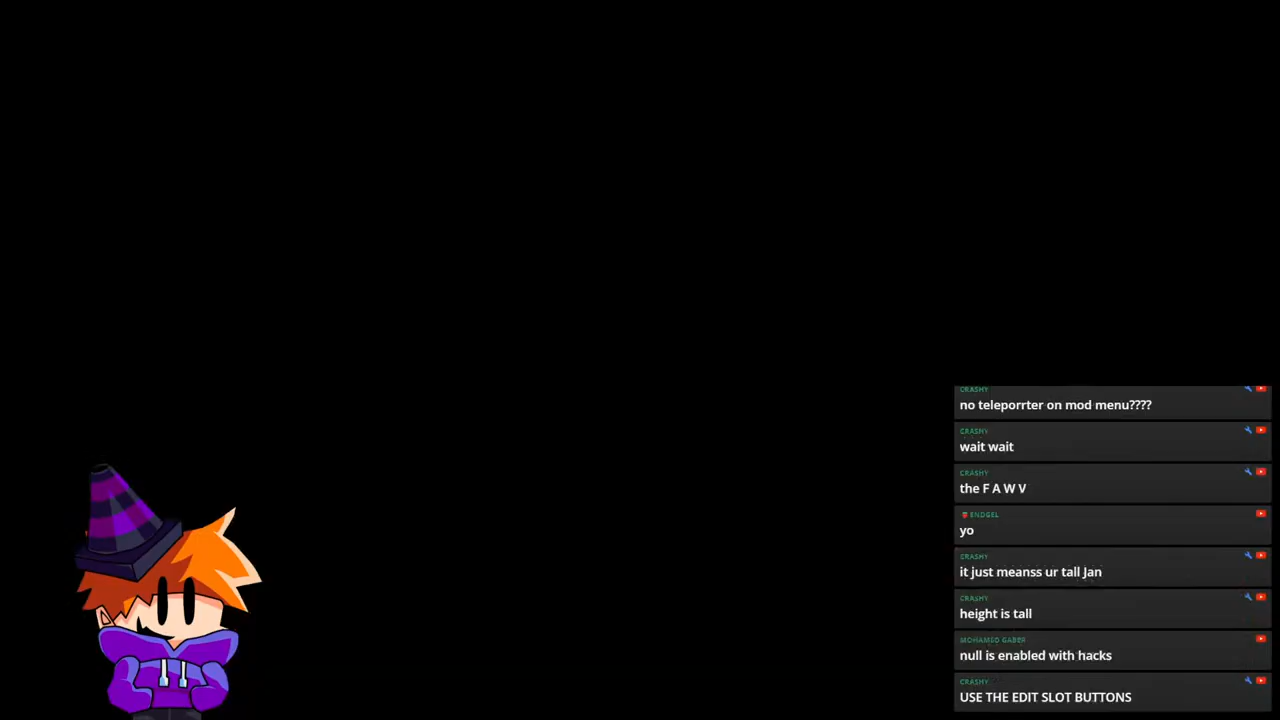 CRASHY
no teleporrter on mod menu????
CRASHY
wait wait
CRASHY
the F A W V
ENDGEL
yo
CRASHY
it just meanss ur tall Jan
CRASHY
height is tall
MOHAMED GABER
null is enabled with hacks
CRASHY
USE THE EDIT SLOT BUTTONS